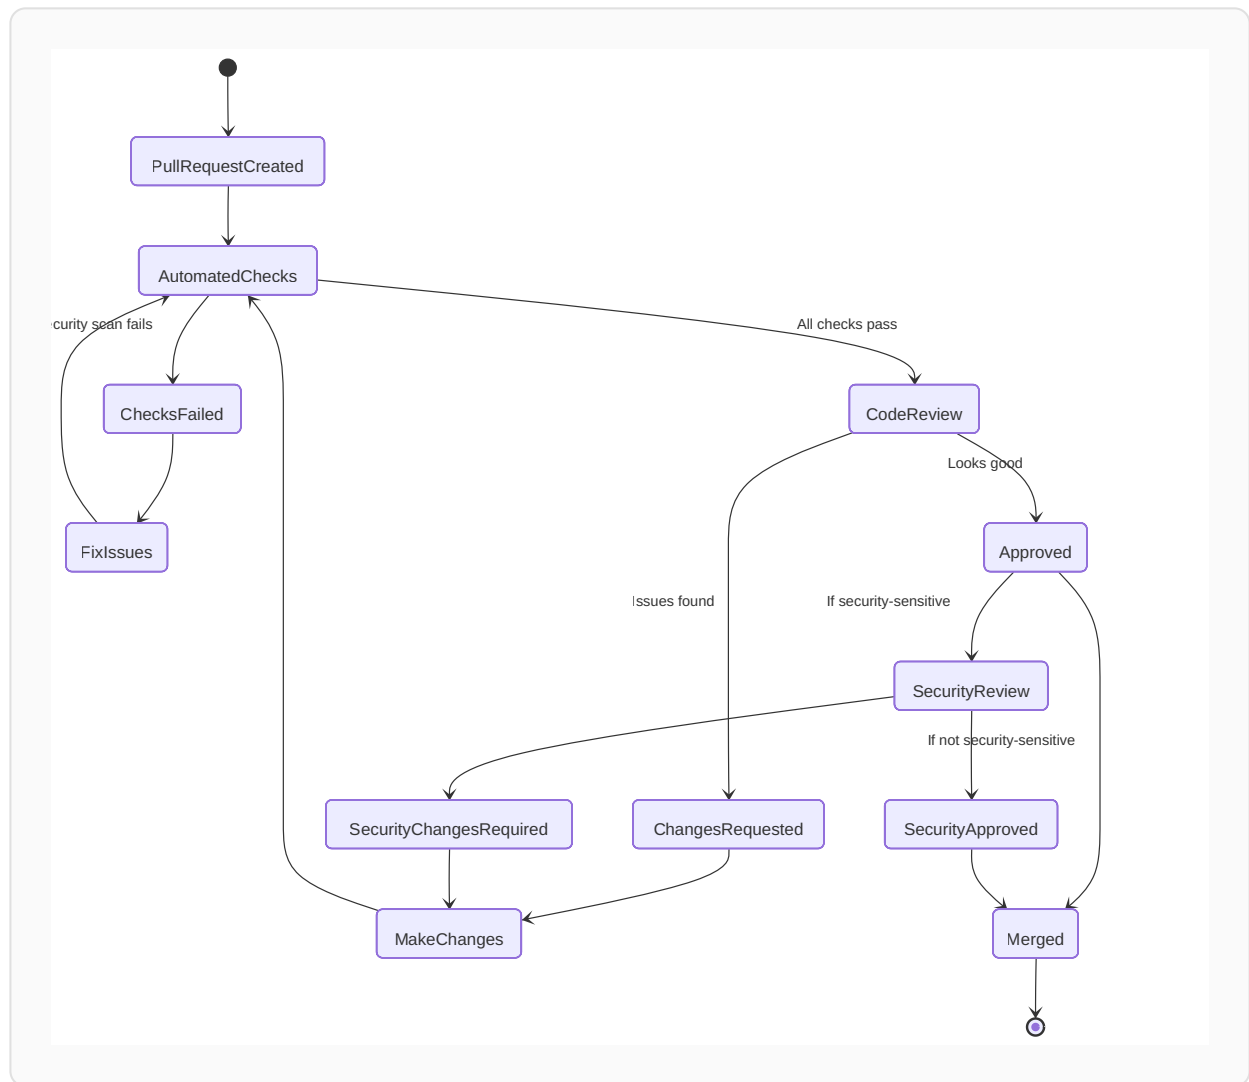 PullRequestCreated
AutomatedChecks
scan fails
All checks pass
ChecksFailed
CodeReview
Looks good
FixIssues
Approved
Issues found
If security-sensitive
SecurityReview
If not security-sensitive
SecurityChangesRequired
ChangesRequested
SecurityApproved
MakeChanges
Merged